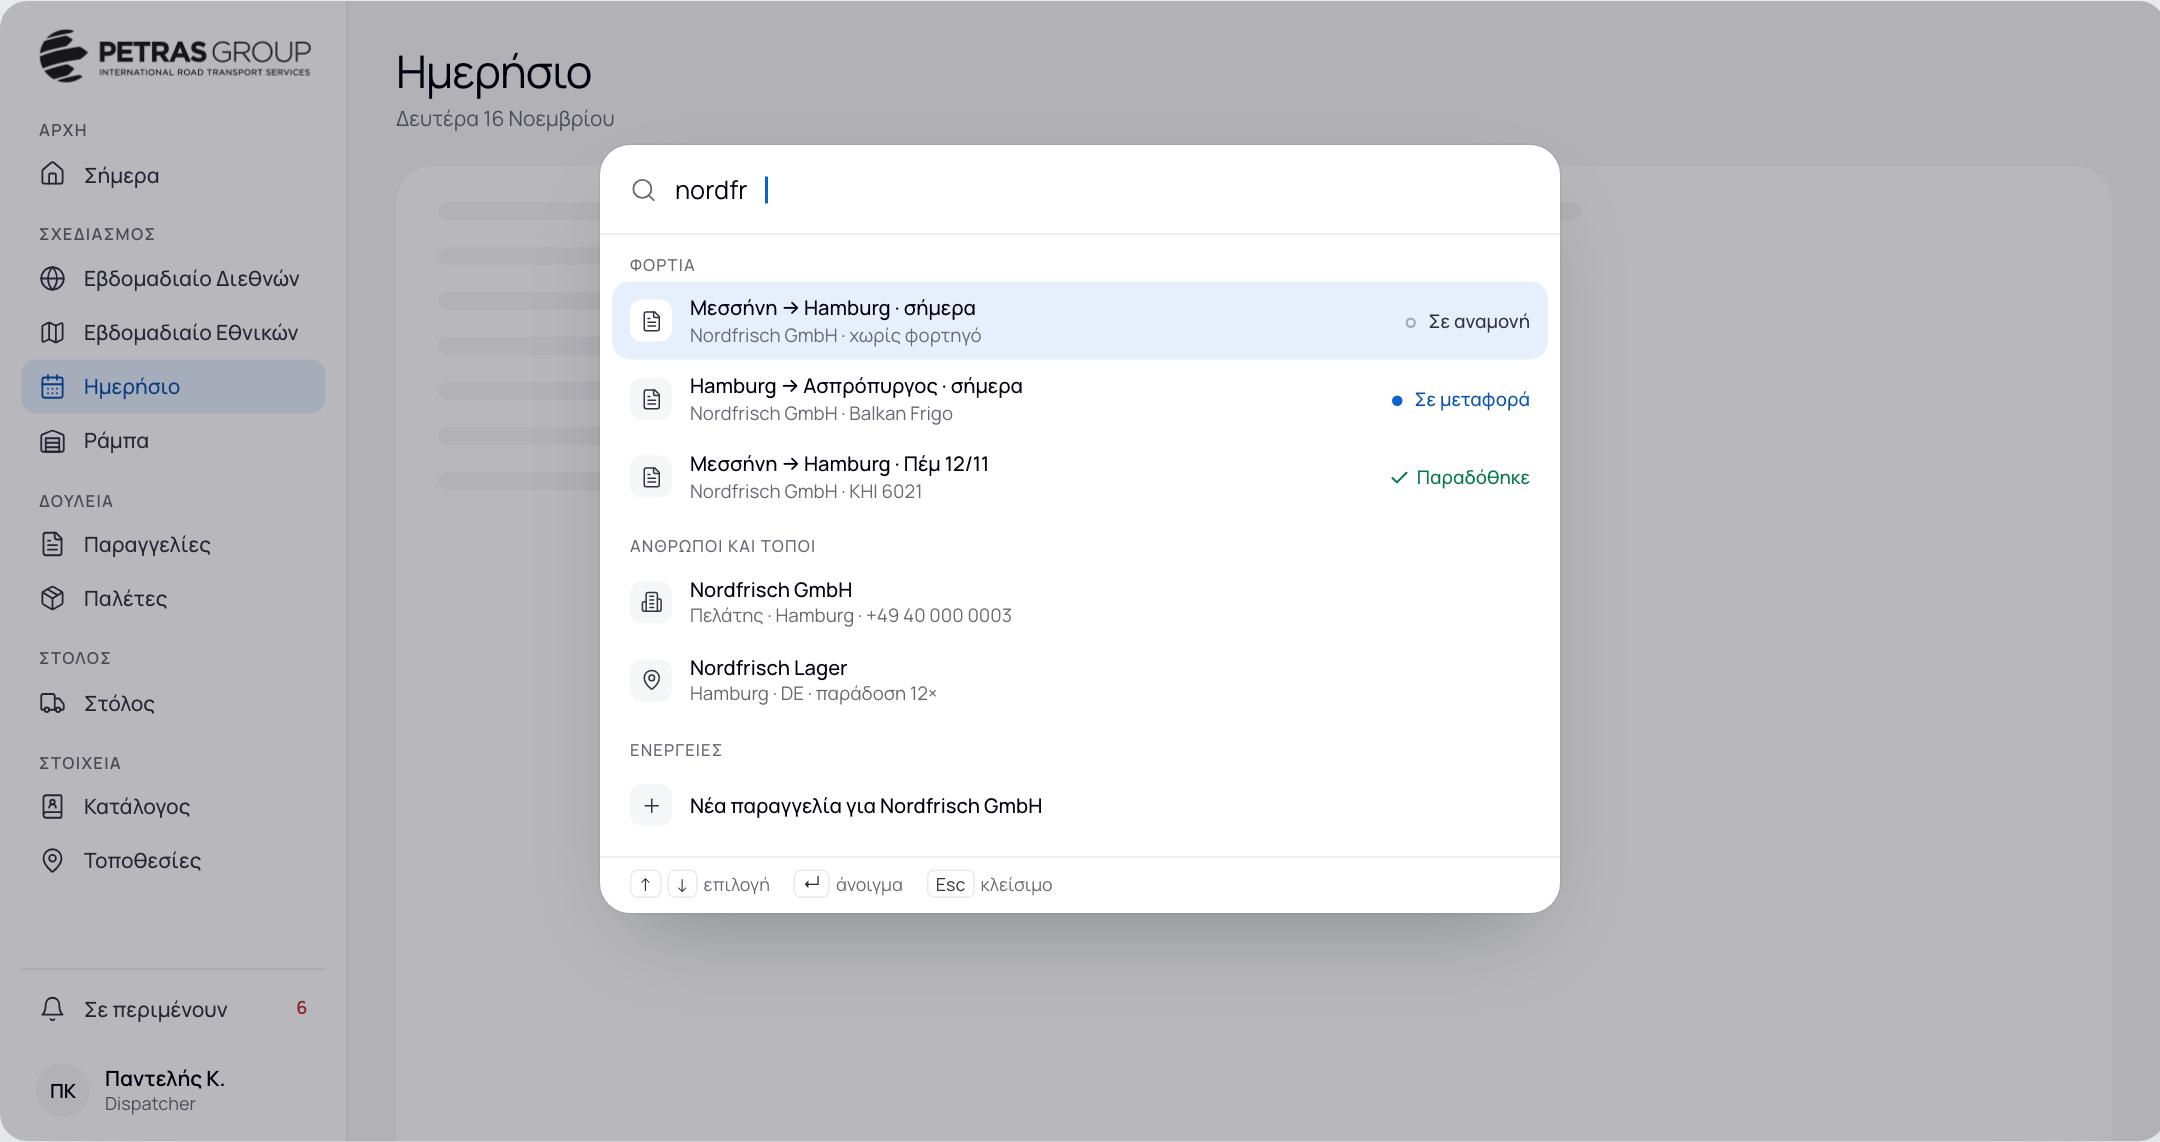 PETRAS GROUP
INTERNATIONAL ROAD TRANSPORT SERVICES
ΑΡΧΗ
Σήμερα
ΣΧΕΔΙΑΣΜΟΣ
Εβδομαδιαίο Διεθνών
Εβδομαδιαίο Εθνικών
Ημερήσιο
Ράμπα
ΔΟΥΛΕΙΑ
Παραγγελίες
Παλέτες
ΣΤΟΛΟΣ
Στόλος
ΣΤΟΙΧΕΙΑ
Κατάλογος
Τοποθεσίες
Σε περιμένουν 6
ΠΚ
Παντελής Κ.
Dispatcher
Ημερήσιο
Δευτέρα 16 Νοεμβρίου
nordfr
ΦΟΡΤΙΑ
Μεσσήνη → Hamburg · σήμερα
Nordfrisch GmbH · χωρίς φορτηγό
Σε αναμονή
Hamburg → Ασπρόπυργος · σήμερα
Nordfrisch GmbH · Balkan Frigo
Σε μεταφορά
Μεσσήνη → Hamburg · Πέμ 12/11
Nordfrisch GmbH · KHI 6021
Παραδόθηκε
ΑΝΘΡΩΠΟΙ ΚΑΙ ΤΟΠΟΙ
Nordfrisch GmbH
Πελάτης · Hamburg · +49 40 000 0003
Nordfrisch Lager
Hamburg · DE · παράδοση 12×
ΕΝΕΡΓΕΙΕΣ
Νέα παραγγελία για Nordfrisch GmbH
↑ ↓ επιλογή ↵ άνοιγμα Esc κλείσιμο